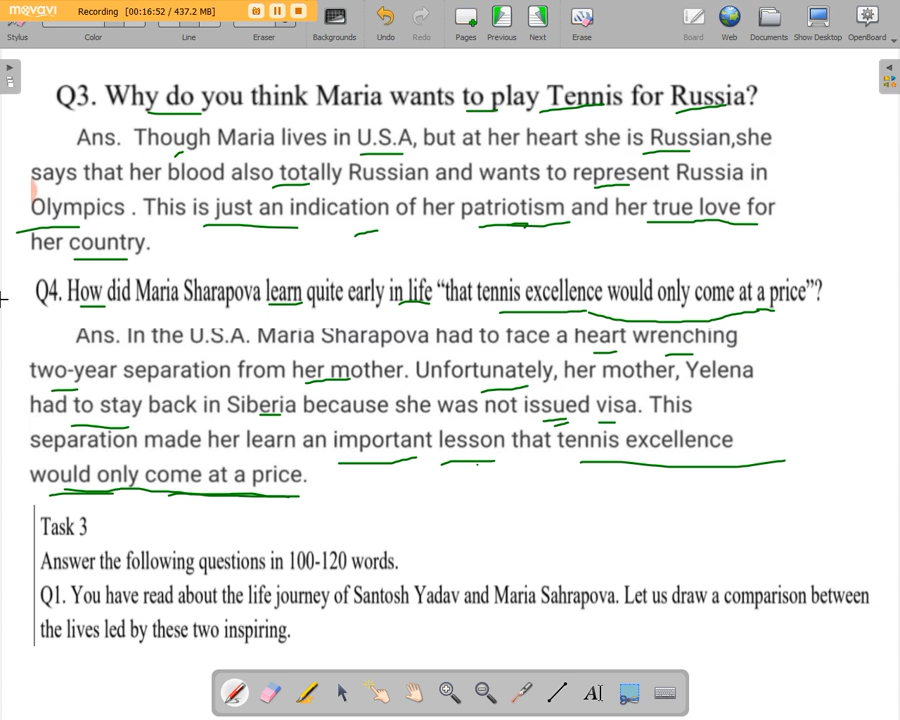 movavi Recording [00:16:52 / 437.2 MB]
Stylus Color Line Eraser Backgrounds Undo Redo Pages Previous Next Erase Board Web Documents Show Desktop OpenBoard
Q3. Why do you think Maria wants to play Tennis for Russia?
Ans. Though Maria lives in U.S.A, but at her heart she is Russian,she
says that her blood also totally Russian and wants to represent Russia in
Olympics . This is just an indication of her patriotism and her true love for
her country.
Q4. How did Maria Sharapova learn quite early in life “that tennis excellence would only come at a price”?
Ans. In the U.S.A. Maria Sharapova had to face a heart wrenching
two-year separation from her mother. Unfortunately, her mother, Yelena
had to stay back in Siberia because she was not issued visa. This
separation made her learn an important lesson that tennis excellence
would only come at a price.
Task 3
Answer the following questions in 100-120 words.
Q1. You have read about the life journey of Santosh Yadav and Maria Sahrapova. Let us draw a comparison between
the lives led by these two inspiring.